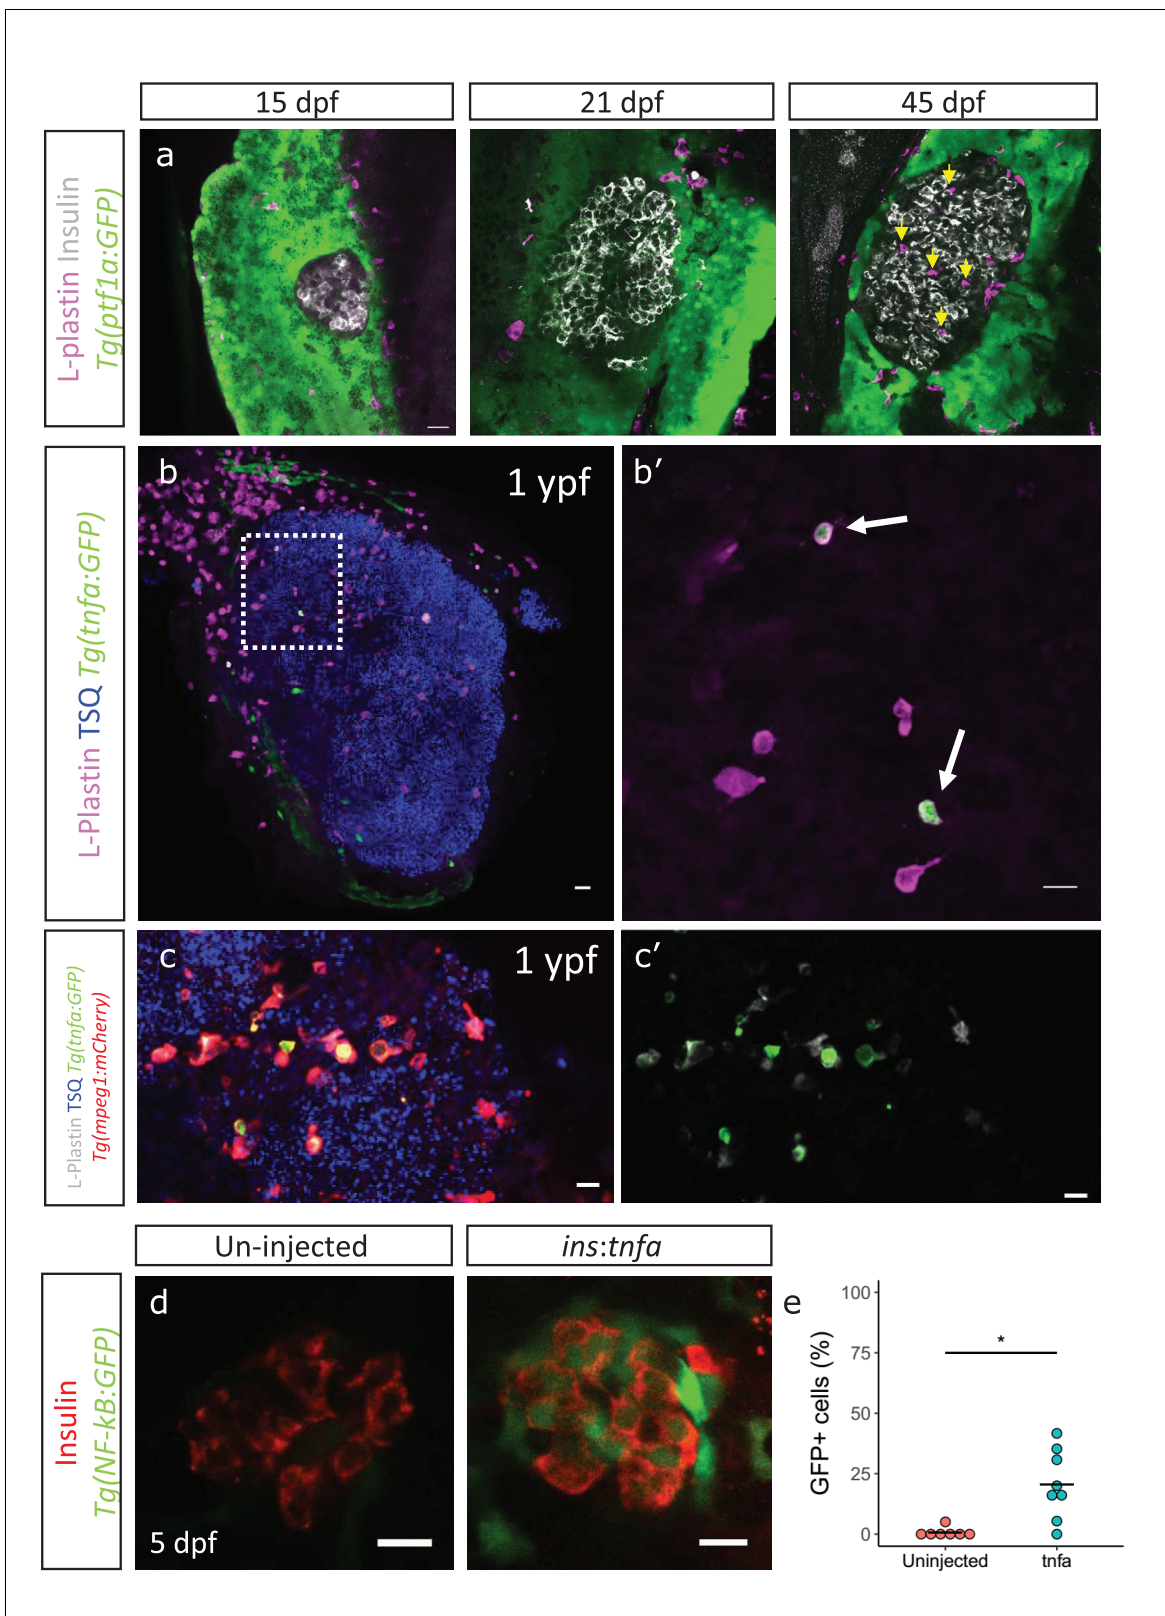 15 dpf
21 dpf
45 dpf
L-plastin Insulin
Tg(ptf1a:GFP)
a
L-Plastin TSQ Tg(tnfa:GFP)
b
1 ypf
b′
L-Plastin TSQ Tg(tnfa:GFP)
Tg(mpeg1:mCherry)
c
1 ypf
c′
Un-injected
ins:tnfa
Insulin
Tg(NF-kB:GFP)
d
5 dpf
e
GFP+ cells (%)
100
75
50
25
0
*
Uninjected
tnfa